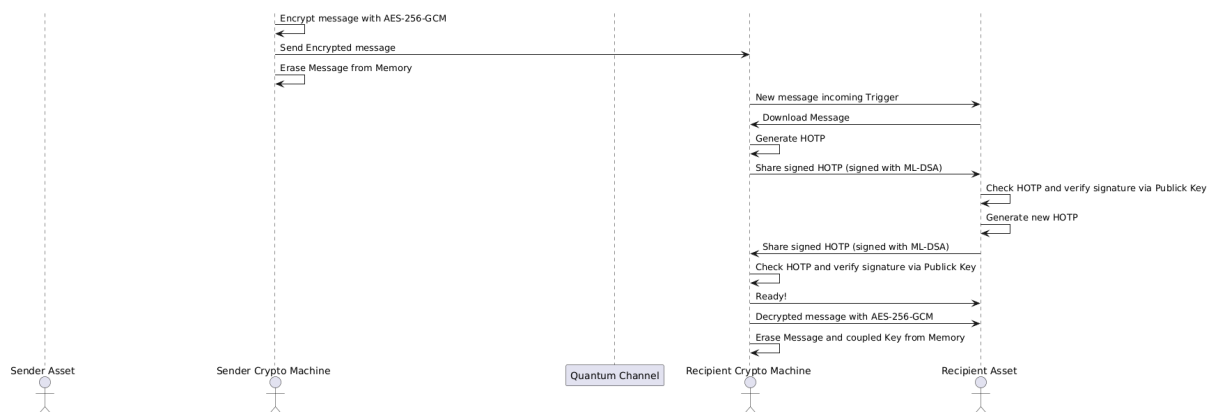 Encrypt message with AES-256-GCM
Send Encrypted message
Erase Message from Memory
New message incoming Trigger
Download Message
Generate HOTP
Share signed HOTP (signed with ML-DSA)
Check HOTP and verify signature via Publick Key
Generate new HOTP
Share signed HOTP (signed with ML-DSA)
Check HOTP and verify signature via Publick Key
Ready!
Decrypted message with AES-256-GCM
Erase Message and coupled Key from Memory
Sender Asset
Sender Crypto Machine
Quantum Channel
Recipient Crypto Machine
Recipient Asset